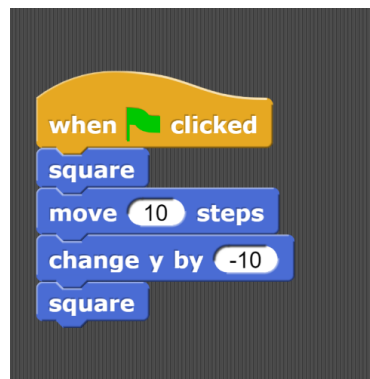 when clicked
square
move 10 steps
change y by -10
square